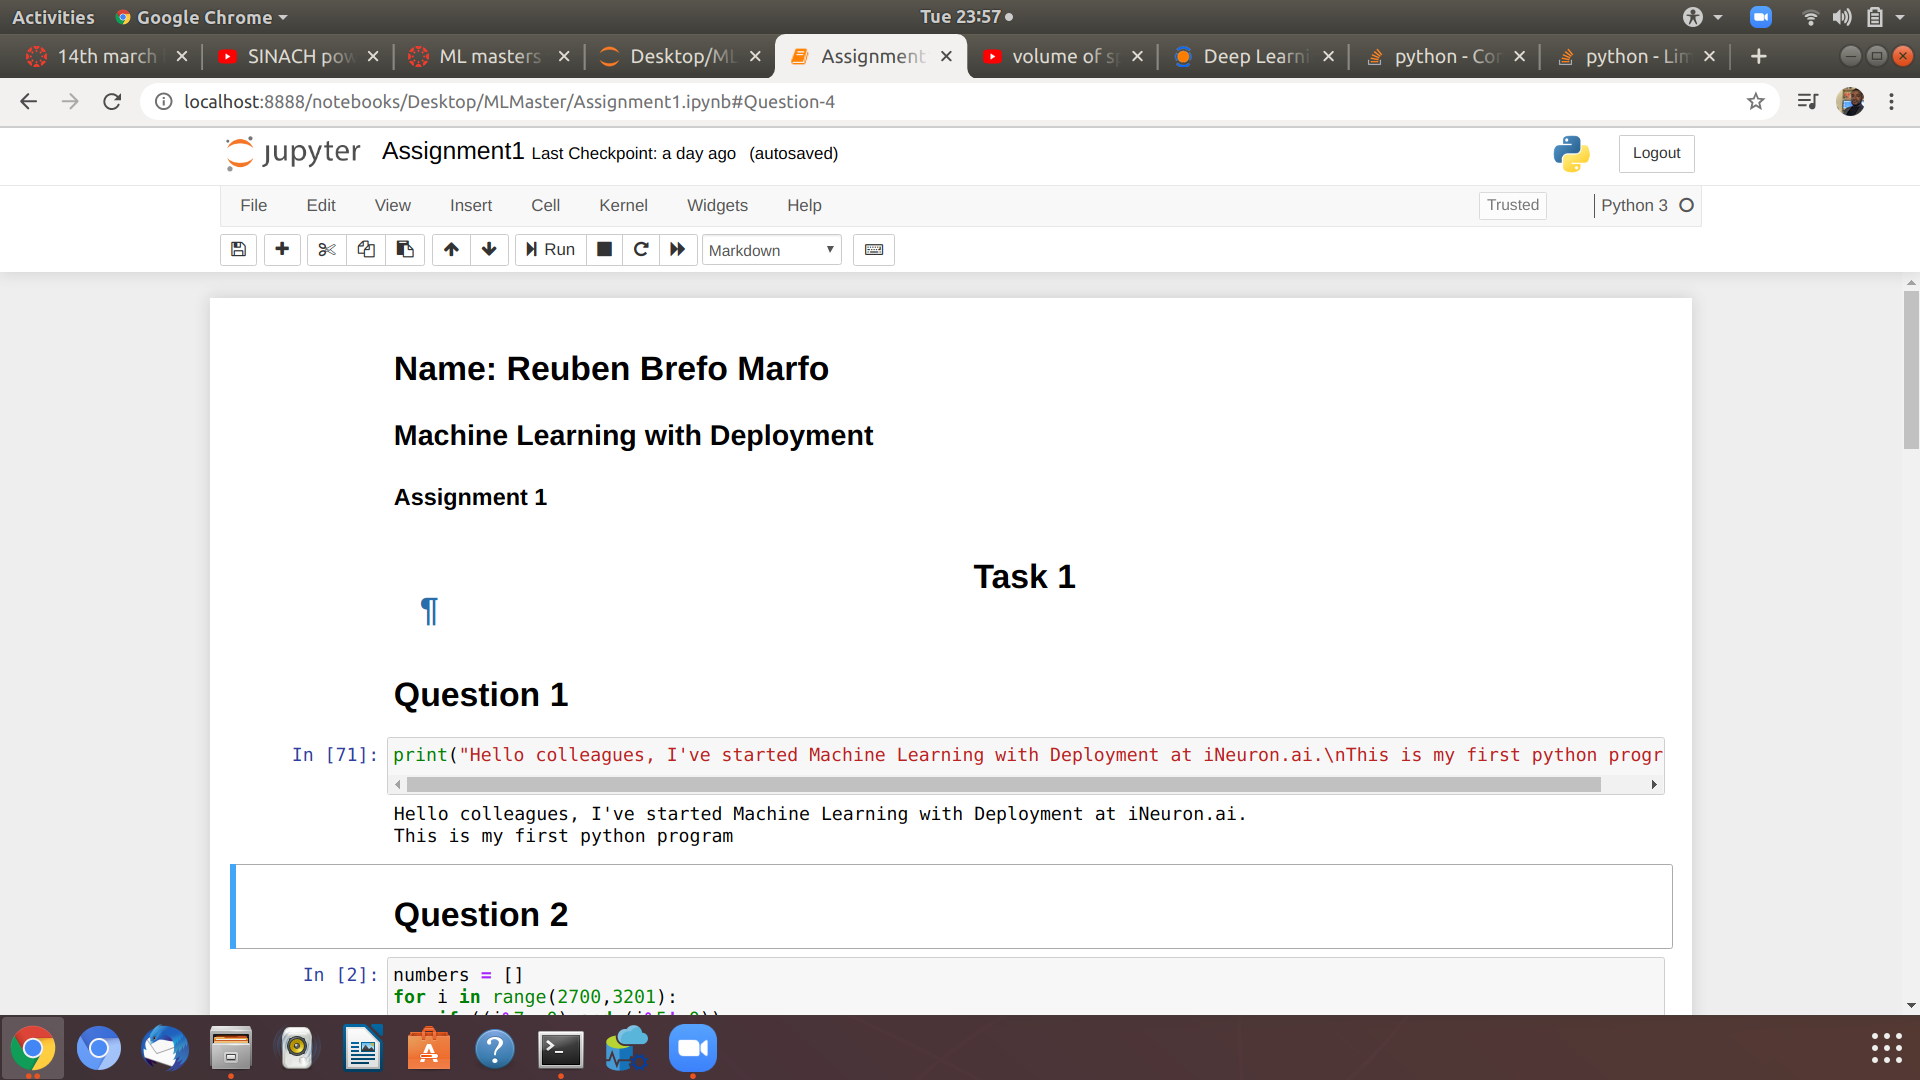 Activities Google Chrome Tue 23:57
14th march SINACH pow ML masters Desktop/ML Assignment volume of sp Deep Learni python - Cor python - Lim
localhost:8888/notebooks/Desktop/MLMaster/Assignment1.ipynb#Question-4
jupyter Assignment1 Last Checkpoint: a day ago (autosaved) Logout
File Edit View Insert Cell Kernel Widgets Help Trusted Python 3
Run Markdown
Name: Reuben Brefo Marfo
Machine Learning with Deployment
Assignment 1
Task 1
¶
Question 1
In [71]: print("Hello colleagues, I've started Machine Learning with Deployment at iNeuron.ai.\nThis is my first python progr
Hello colleagues, I've started Machine Learning with Deployment at iNeuron.ai.
This is my first python program
Question 2
In [2]: numbers = []
for i in range(2700,3201):